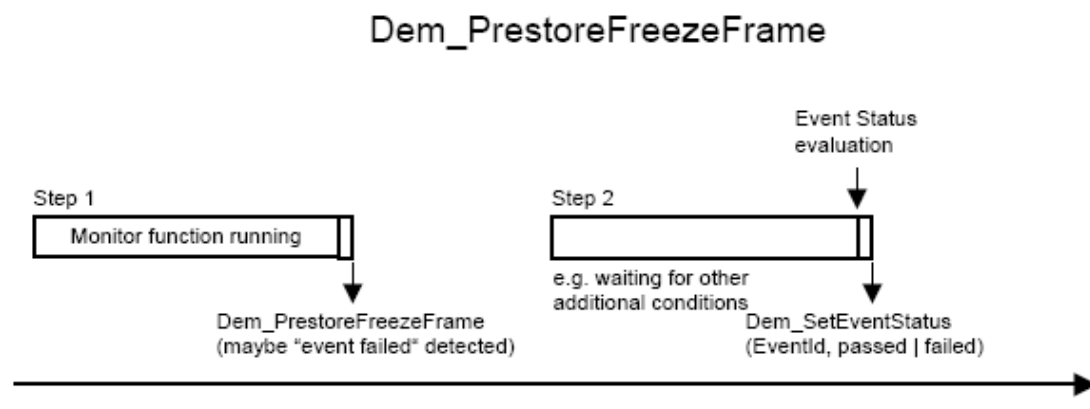 Dem_PrestoreFreezeFrame
Event Status
evaluation
Step 1
Step 2
Monitor function running
e.g. waiting for other
additional conditions
Dem_PrestoreFreezeFrame
(maybe “event failed“ detected)
Dem_SetEventStatus
(EventId, passed | failed)